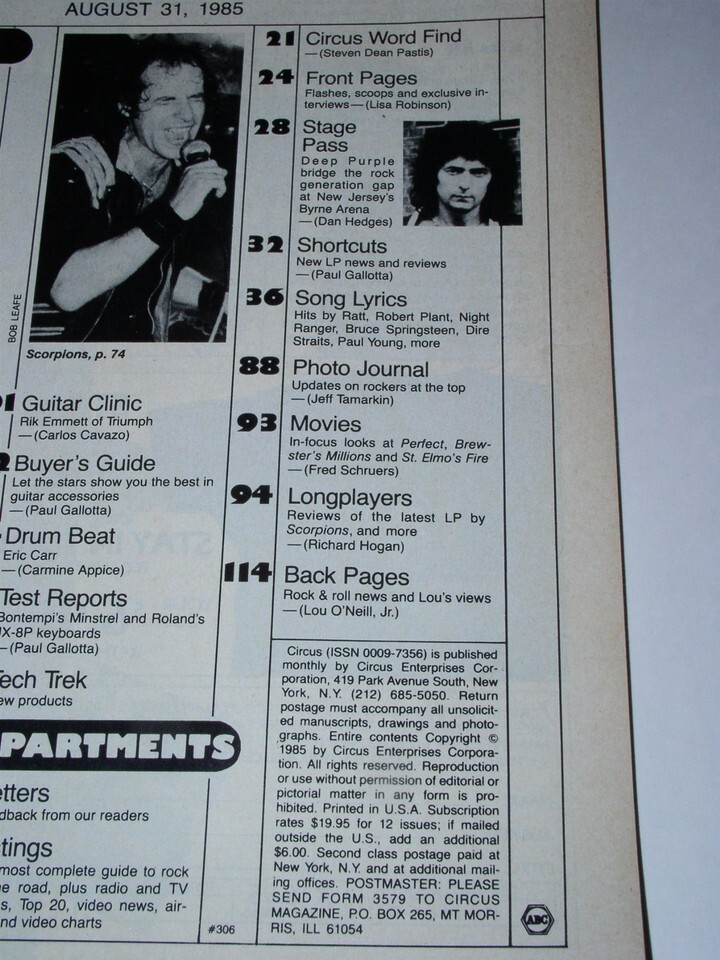 AUGUST 31, 1985
BOB LEAFE
Scorpions, p. 74
1 Guitar Clinic
Rik Emmett of Triumph
—(Carlos Cavazo)
2 Buyer's Guide
Let the stars show you the best in
guitar accessories
—(Paul Gallotta)
Drum Beat
Eric Carr
—(Carmine Appice)
Test Reports
Bontempi's Minstrel and Roland's
JX-8P keyboards
—(Paul Gallotta)
ech Trek
ew products
PARTMENTS
etters
dback from our readers
tings
most complete guide to rock
e road, plus radio and TV
s, Top 20, video news, air-
nd video charts
#306
21 Circus Word Find
—(Steven Dean Pastis)
24 Front Pages
Flashes, scoops and exclusive in-
terviews—(Lisa Robinson)
28 Stage
Pass
Deep Purple
bridge the rock
generation gap
at New Jersey's
Byrne Arena
—(Dan Hedges)
32 Shortcuts
New LP news and reviews
—(Paul Gallotta)
36 Song Lyrics
Hits by Ratt, Robert Plant, Night
Ranger, Bruce Springsteen, Dire
Straits, Paul Young, more
88 Photo Journal
Updates on rockers at the top
—(Jeff Tamarkin)
93 Movies
In-focus looks at Perfect, Brew-
ster's Millions and St. Elmo's Fire
—(Fred Schruers)
94 Longplayers
Reviews of the latest LP by
Scorpions, and more
—(Richard Hogan)
114 Back Pages
Rock & roll news and Lou's views
—(Lou O'Neill, Jr.)
Circus (ISSN 0009-7356) is published
monthly by Circus Enterprises Cor-
poration, 419 Park Avenue South, New
York, N.Y. (212) 685-5050. Return
postage must accompany all unsolicit-
ed manuscripts, drawings and photo-
graphs. Entire contents Copyright ©
1985 by Circus Enterprises Corpora-
tion. All rights reserved. Reproduction
or use without permission of editorial or
pictorial matter in any form is pro-
hibited. Printed in U.S.A. Subscription
rates $19.95 for 12 issues; if mailed
outside the U.S., add an additional
$6.00. Second class postage paid at
New York, N.Y. and at additional mail-
ing offices. POSTMASTER: PLEASE
SEND FORM 3579 TO CIRCUS
MAGAZINE, P.O. BOX 265, MT MOR-
RIS, ILL 61054
ABC